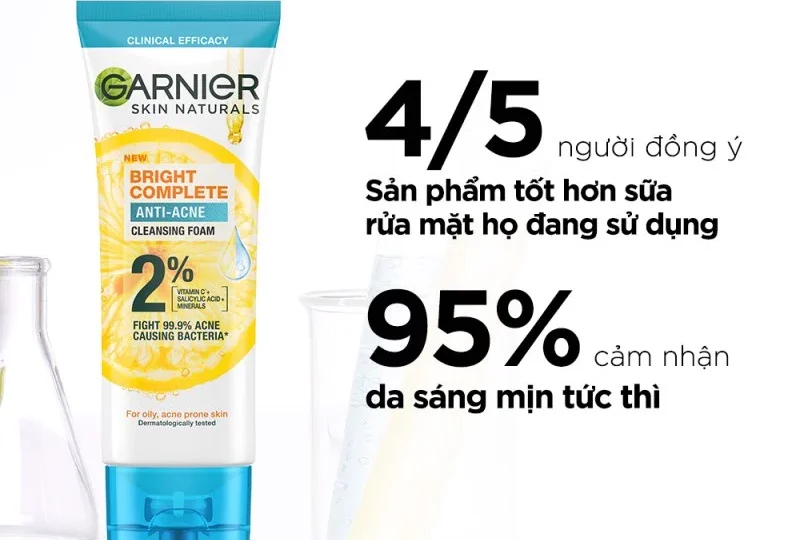 CLINICAL EFFICACY
GARNIER
SKIN NATURALS
NEW
BRIGHT
COMPLETE
ANTI-ACNE
CLEANSING FOAM
2%
VITAMIN C* +
SALICYLIC ACID +
MINERALS
FIGHT 99.9% ACNE
CAUSING BACTERIA*
For oily, acne prone skin
Dermatologically tested
4/5 người đồng ý
Sản phẩm tốt hơn sữa
rửa mặt họ đang sử dụng
95% cảm nhận
da sáng mịn tức thì